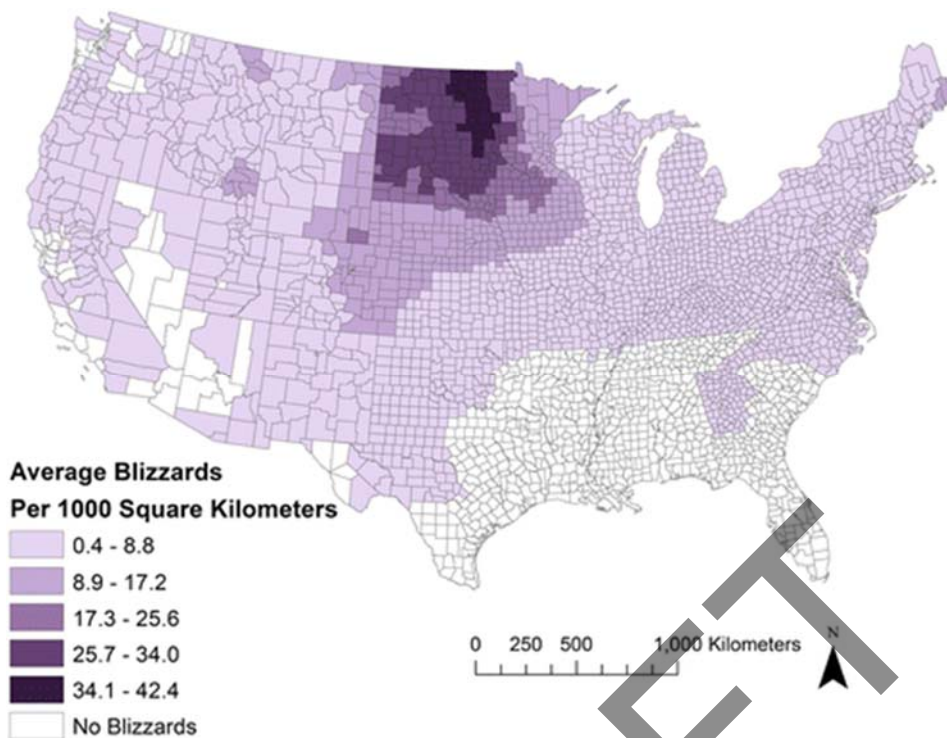 Average Blizzards
Per 1000 Square Kilometers
0.4 - 8.8
8.9 - 17.2
17.3 - 25.6
25.7 - 34.0
34.1 - 42.4
No Blizzards
0 250 500 1,000 Kilometers
N
CT